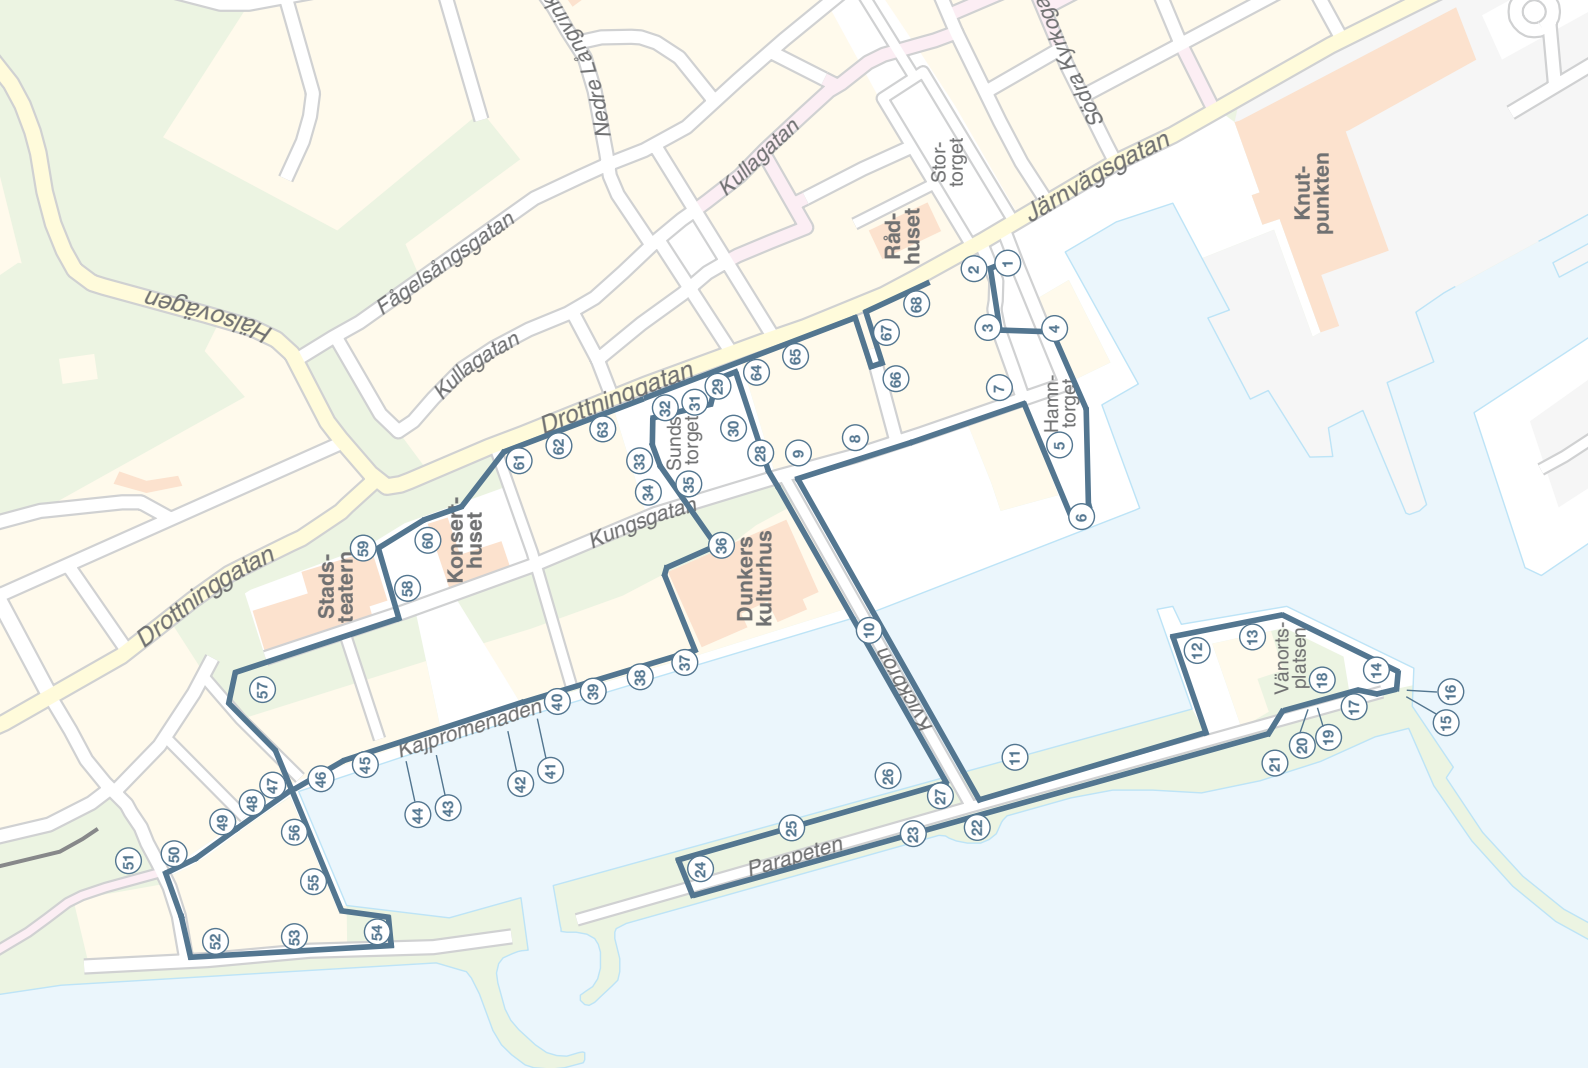 Nedre Långvink
Södra Kyrkoga
Kullagatan
Stor-
torget
Järnvägsgatan
Knut-
punkten
Råd-
huset
Fågelsångsgatan
Hälsovägen
Kullagatan
Drottninggatan
Hamn-
torget
Sunds
torget
Kungsgatan
Konsert-
huset
Stads-
teatern
Drottninggatan
Dunkers
kulturhus
Kvickbron
Vänorts-
platsen
Kajpromenaden
Parapeten
1
2
3
4
5
6
7
8
9
10
11
12
13
14
15
16
17
18
19
20
21
22
23
24
25
26
27
28
29
30
31
32
33
34
35
36
37
38
39
40
41
42
43
44
45
46
47
48
49
50
51
52
53
54
55
56
57
58
59
60
61
62
63
64
65
66
67
68